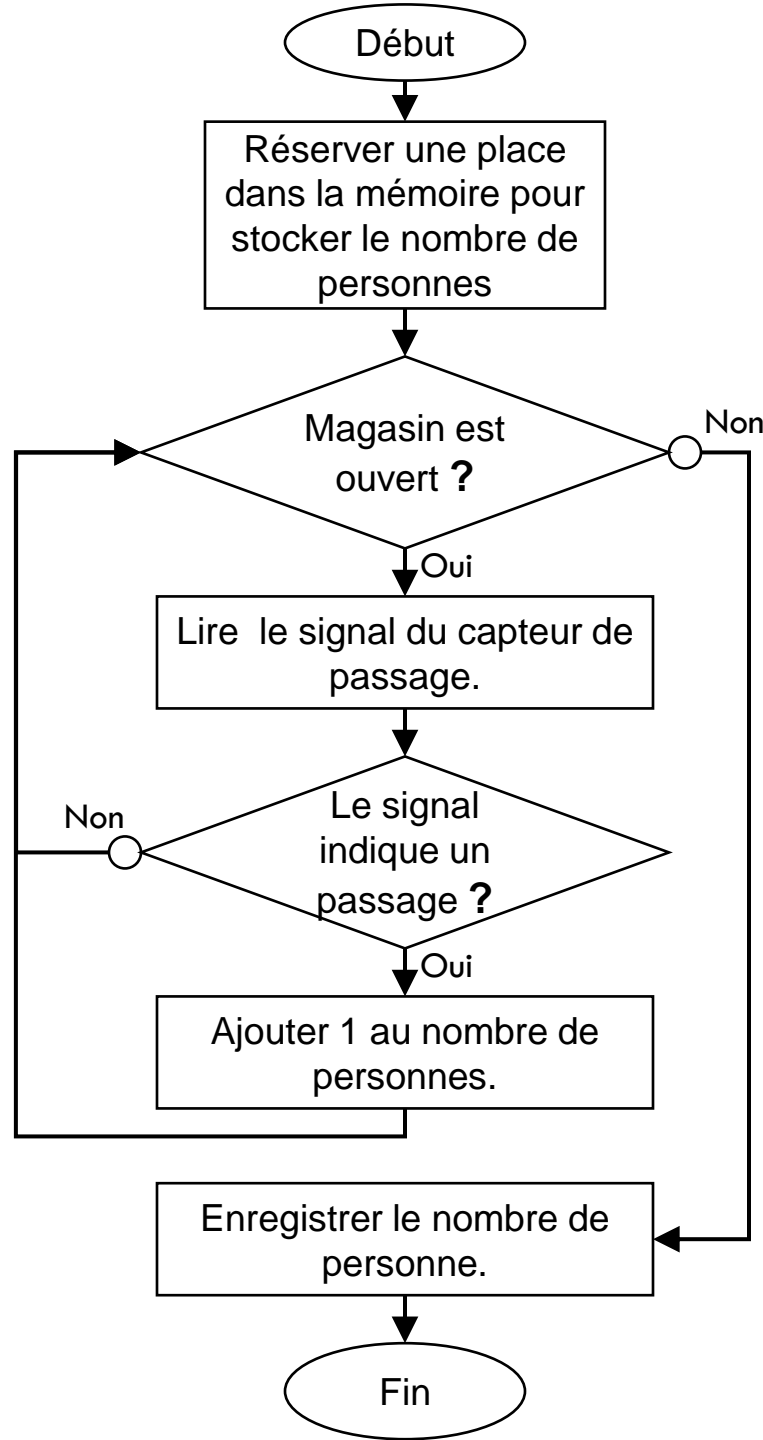 Début
Réserver une place
dans la mémoire pour
stocker le nombre de
personnes
Magasin est
ouvert ?
Non
Oui
Lire le signal du capteur de
passage.
Le signal
indique un
passage ?
Non
Oui
Ajouter 1 au nombre de
personnes.
Enregistrer le nombre de
personne.
Fin